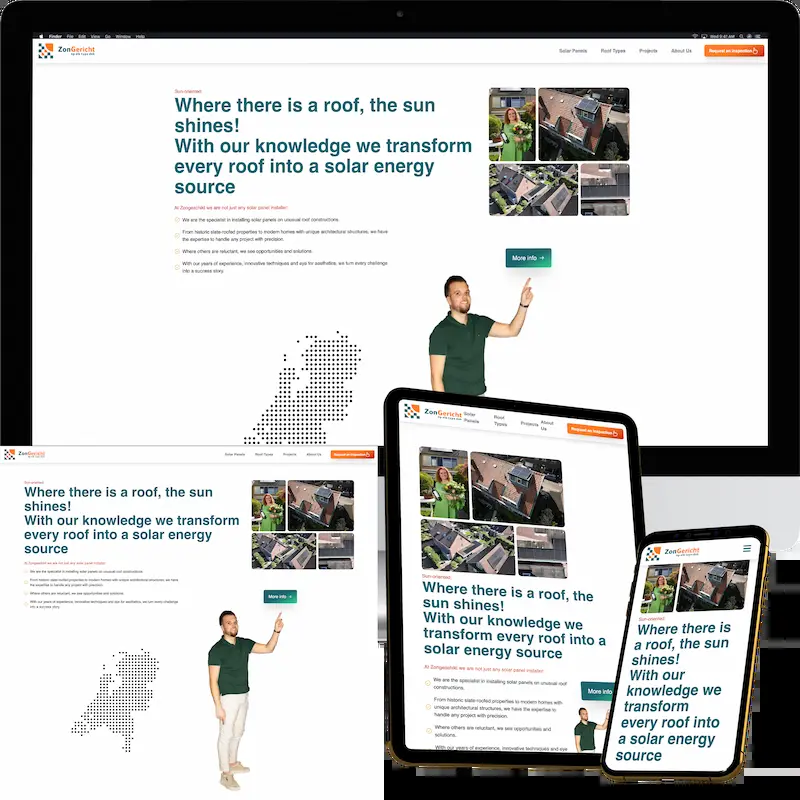 Finder File Edit View Go Window Help
Wed 9:41 AM
ZonGericht
Solar Panels Roof Types Projects About Us Request an Inspection
Sun-oriented
Where there is a roof, the sun
shines!
With our knowledge we transform
every roof into a solar energy
source
At Zongeschikt we are not just any solar panel installer:
We are the specialist in installing solar panels on unusual roof constructions.
From historic slate-roofed properties to modern homes with unique architectural structures, we have
the expertise to handle any project with precision.
Where others are reluctant, we see opportunities and solutions.
With our years of experience, innovative techniques and eye for aesthetics, we turn every challenge
into a success story.
More info →
ZonGericht
Solar Panels Roof Types Projects About Us Request an Inspection
Sun-oriented
Where there is a roof, the sun
shines!
With our knowledge we transform
every roof into a solar energy
source
At Zongeschikt we are not just any solar panel installer:
We are the specialist in installing solar panels on unusual roof constructions.
From historic slate-roofed properties to modern homes with unique architectural structures, we have
the expertise to handle any project with precision.
Where others are reluctant, we see opportunities and solutions.
With our years of experience, innovative techniques and eye for aesthetics, we turn every challenge
into a success story.
More info →
ZonGericht
Solar
Panels
Roof
Types
Projects
About
Us
Request an Inspection
Sun-oriented
Where there is a roof, the
sun shines!
With our knowledge we
transform every roof into a
solar energy source
At Zongeschikt we are not just any solar panel installer:
We are the specialist in installing solar panels on unusual roof
constructions.
From historic slate-roofed properties to modern homes with
unique architectural structures, we have the expertise to
handle any project with precision.
Where others are reluctant, we see opportunities and
solutions.
With our years of experience, innovative techniques and eye
More info
ZonGericht
Sun-oriented
Where there is
a roof, the sun
shines!
With our
knowledge we
transform
every roof into
a solar energy
source